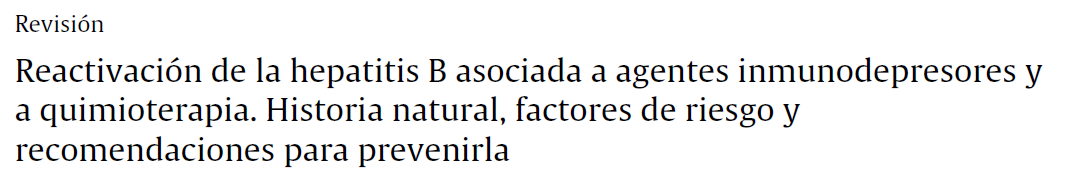 Revisión
Reactivación de la hepatitis B asociada a agentes inmunodepresores y
a quimioterapia. Historia natural, factores de riesgo y
recomendaciones para prevenirla